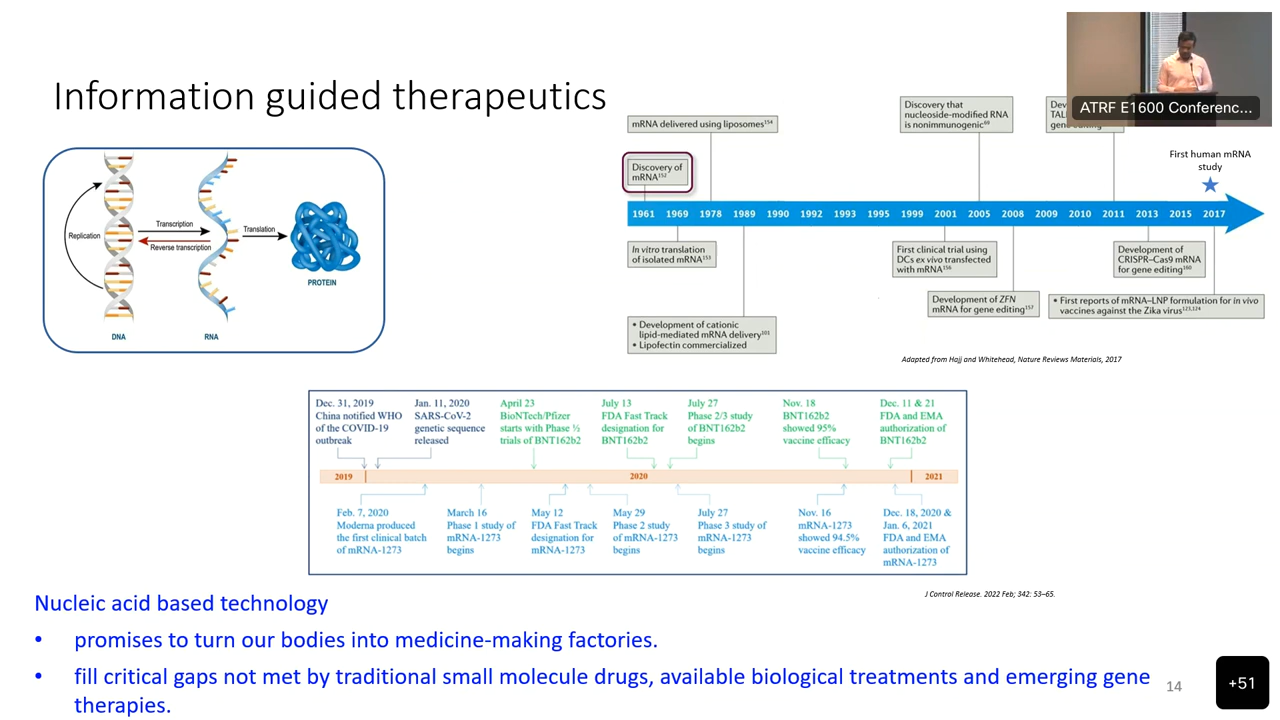 Information guided therapeutics
ATRF E1600 Conferenc...
Replication
Transcription
Reverse transcription
Translation
PROTEIN
DNA
RNA
mRNA delivered using liposomes154
Discovery of
mRNA152
Discovery that
nucleoside-modified RNA
is nonimmunogenic69
First human mRNA
study
1961 1969 1978 1989 1990 1992 1993 1995 1999 2001 2005 2008 2009 2010 2011 2013 2015 2017
In vitro translation
of isolated mRNA153
• Development of cationic
lipid-mediated mRNA delivery101
• Lipofectin commercialized
First clinical trial using
DCs ex vivo transfected
with mRNA156
Development of ZFN
mRNA for gene editing157
Development of
CRISPR–Cas9 mRNA
for gene editing160
• First reports of mRNA–LNP formulation for in vivo
vaccines against the Zika virus123,124
Adapted from Hajj and Whitehead, Nature Reviews Materials, 2017
Dec. 31, 2019
China notified WHO
of the COVID-19
outbreak
Jan. 11, 2020
SARS-CoV-2
genetic sequence
released
April 23
BioNTech/Pfizer
starts with Phase ½
trials of BNT162b2
July 13
FDA Fast Track
designation for
BNT162b2
July 27
Phase 2/3 study
of BNT162b2
begins
Nov. 18
BNT162b2
showed 95%
vaccine efficacy
Dec. 11 & 21
FDA and EMA
authorization of
BNT162b2
2019 2020 2021
Feb. 7, 2020
Moderna produced
the first clinical batch
of mRNA-1273
March 16
Phase 1 study of
mRNA-1273
begins
May 12
FDA Fast Track
designation for
mRNA-1273
May 29
Phase 2 study
of mRNA-1273
begins
July 27
Phase 3 study of
mRNA-1273
begins
Nov. 16
mRNA-1273
showed 94.5%
vaccine efficacy
Dec. 18, 2020 &
Jan. 6, 2021
FDA and EMA
authorization of
mRNA-1273
J Control Release. 2022 Feb; 342: 53–65.
Nucleic acid based technology
• promises to turn our bodies into medicine-making factories.
• fill critical gaps not met by traditional small molecule drugs, available biological treatments and emerging gene
therapies.
14
+51